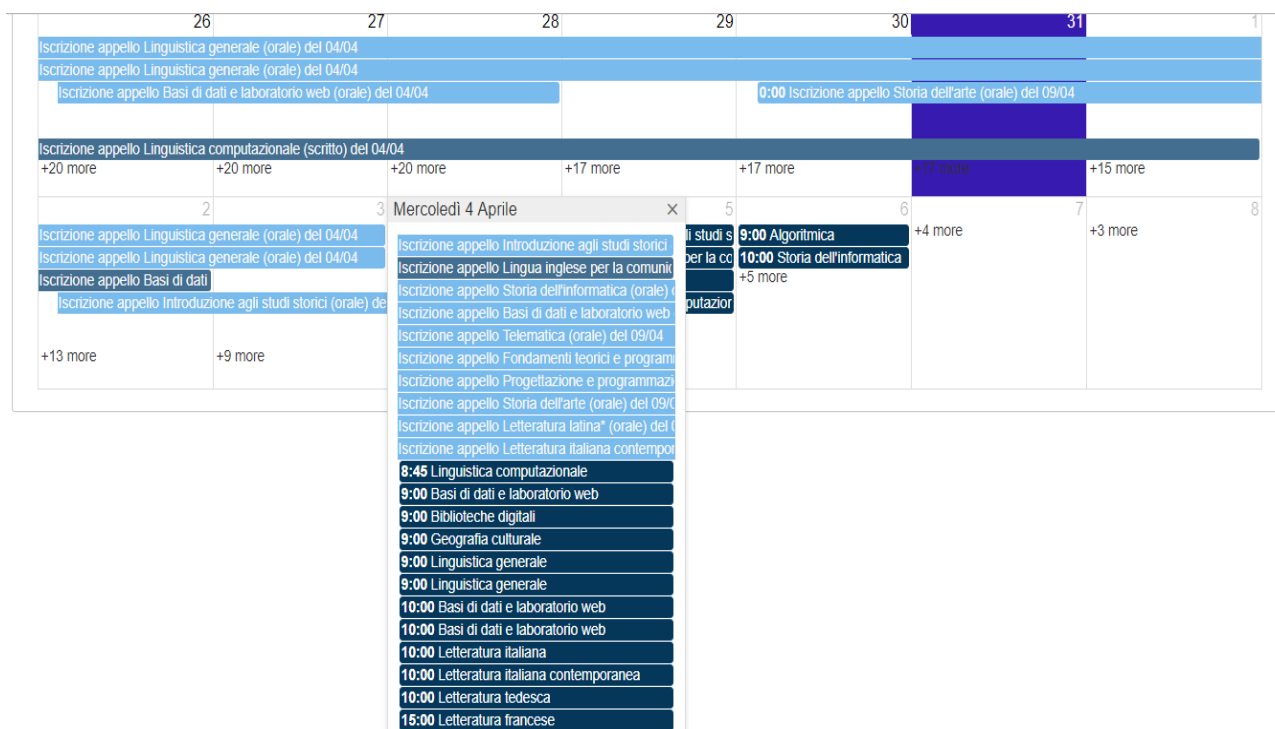 26 27 28 29 30 31 1
Iscrizione appello Linguistica generale (orale) del 04/04
Iscrizione appello Linguistica generale (orale) del 04/04
Iscrizione appello Basi di dati e laboratorio web (orale) del 04/04 0:00 Iscrizione appello Storia dell'arte (orale) del 09/04
Iscrizione appello Linguistica computazionale (scritto) del 04/04
+20 more +20 more +20 more +17 more +17 more +17 more +15 more
2 3 5 6 7 8
Iscrizione appello Linguistica generale (orale) del 04/04
Iscrizione appello Linguistica generale (orale) del 04/04
Iscrizione appello Basi di dati
Iscrizione appello Introduzione agli studi storici (orale) de
+13 more +9 more
Mercoledì 4 Aprile ×
Iscrizione appello Introduzione agli studi storici
Iscrizione appello Lingua inglese per la comunic
Iscrizione appello Storia dell'informatica (orale)
Iscrizione appello Basi di dati e laboratorio web
Iscrizione appello Telematica (orale) del 09/04
Iscrizione appello Fondamenti teorici e program
Iscrizione appello Progettazione e programmazi
Iscrizione appello Storia dell'arte (orale) del 09/0
Iscrizione appello Letteratura latina* (orale) del
Iscrizione appello Letteratura italiana contempor
8:45 Linguistica computazionale
9:00 Basi di dati e laboratorio web
9:00 Biblioteche digitali
9:00 Geografia culturale
9:00 Linguistica generale
9:00 Linguistica generale
10:00 Basi di dati e laboratorio web
10:00 Basi di dati e laboratorio web
10:00 Letteratura italiana
10:00 Letteratura italiana contemporanea
10:00 Letteratura tedesca
15:00 Letteratura francese
li studi s
per la co
putazion
9:00 Algoritmica
10:00 Storia dell'informatica
+5 more
+4 more
+3 more